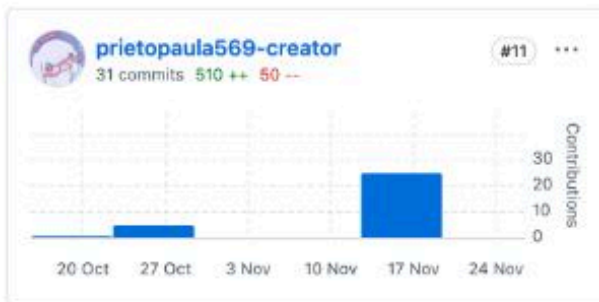 prietopaula569-creator
#11 ···
31 commits 510 ++ 50 --
Contributions
30
20
10
0
20 Oct 27 Oct 3 Nov 10 Nov 17 Nov 24 Nov